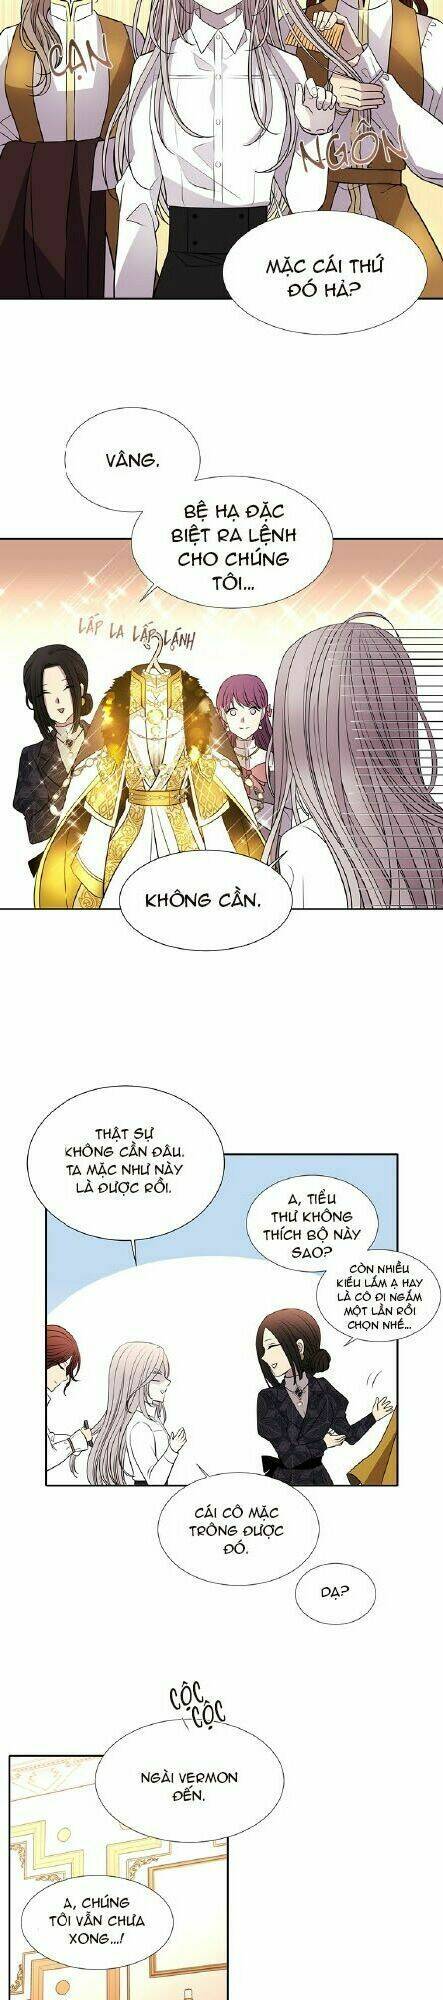 CẠN
NGÔN
MẶC CÁI THỨ
ĐÓ HẢ?
VÂNG.
BỆ HẠ ĐẶC
BIỆT RA LỆNH
CHO CHÚNG
TÔI...
LẤP LA LẤP LÁNH
KHÔNG CẦN.
THẬT SỰ
KHÔNG CẦN ĐÂU.
TA MẶC NHƯ NÀY
LÀ ĐƯỢC RỒI.
A, TIỂU
THƯ KHÔNG
THÍCH BỘ NÀY
SAO?
CÒN NHIỀU
KIỂU LẮM Ạ HAY
LÀ CÔ ĐI NGẮM
MỘT LẦN RỒI
CHỌN NHÉ...
CÁI CÔ MẶC
TRÔNG ĐƯỢC
ĐÓ.
DẠ?
CỘC
CỘC
NGÀI VERMON
ĐẾN.
A, CHÚNG
TÔI VẪN CHƯA
XONG...!